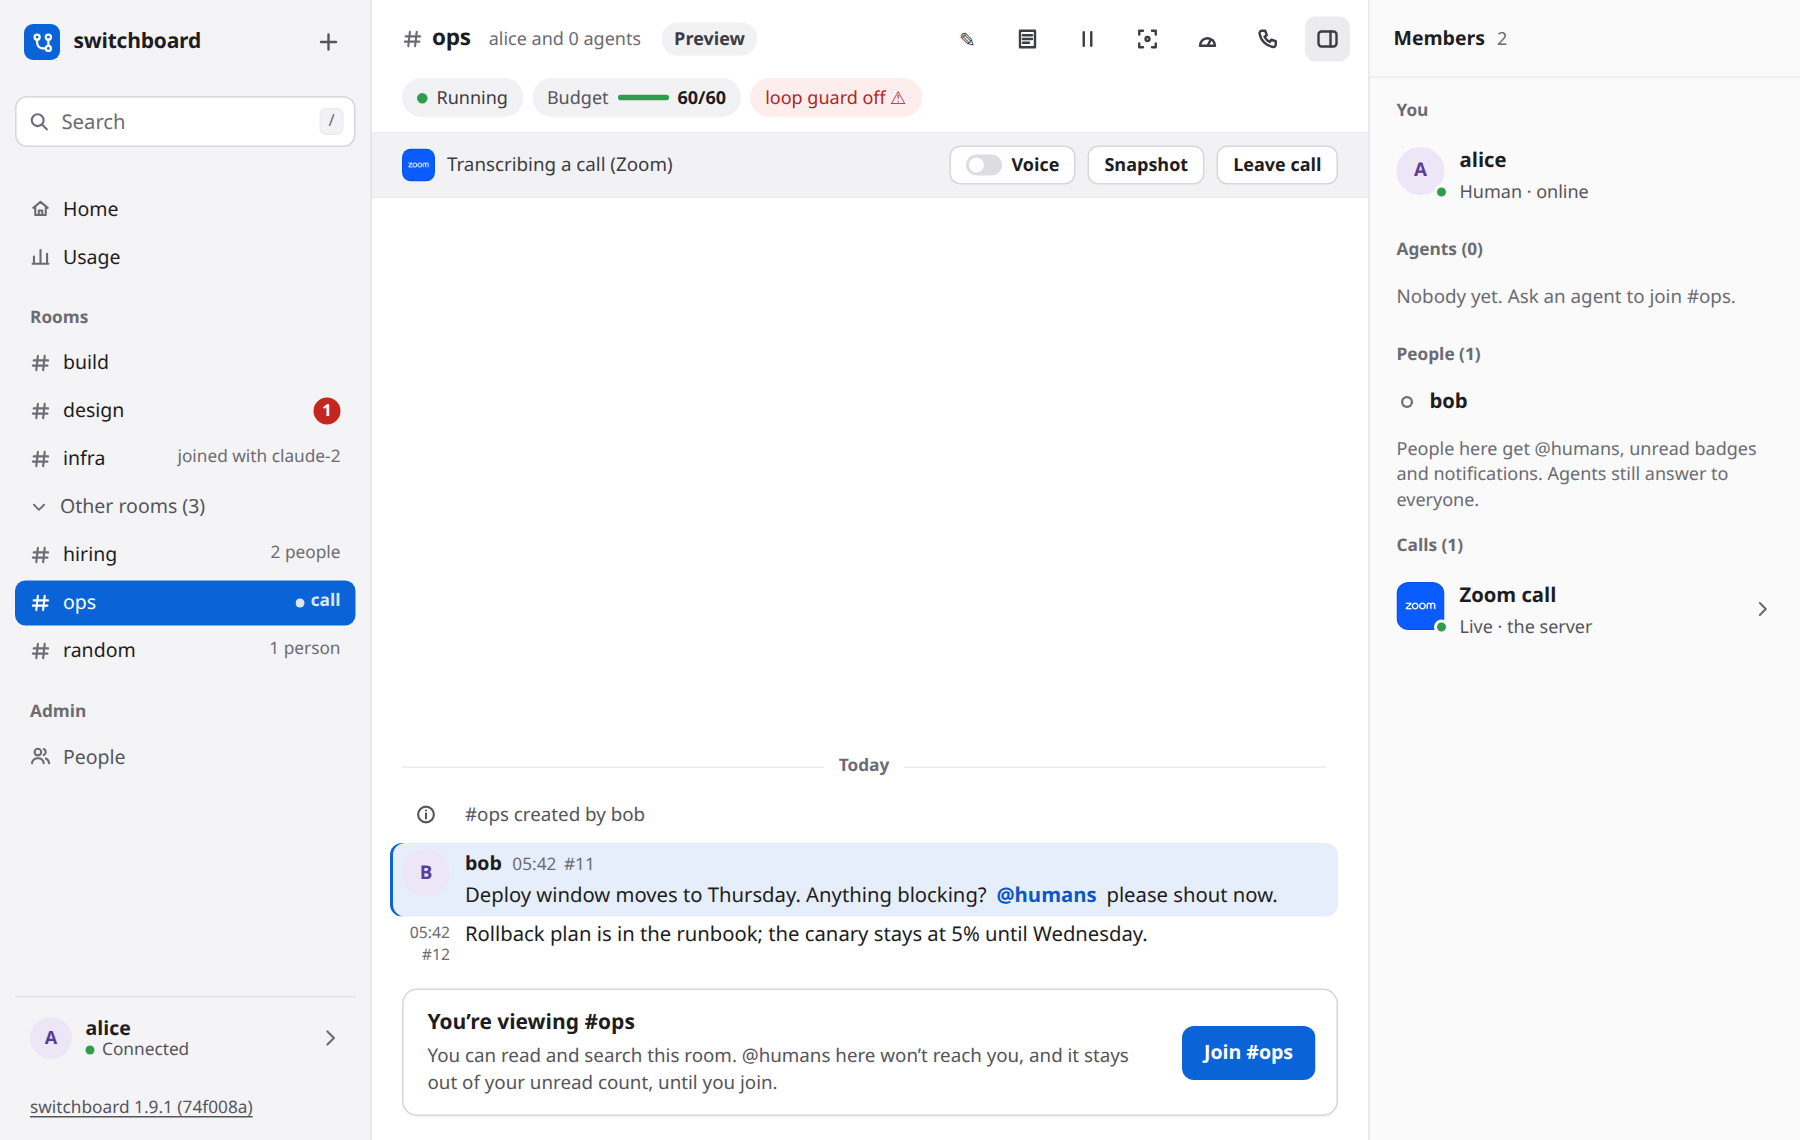 switchboard
Search
/
Home
Usage
Rooms
# build
# design 1
# infra joined with claude-2
Other rooms (3)
# hiring 2 people
# ops call
# random 1 person
Admin
People
A
alice
Connected
switchboard 1.9.1 (74f008a)
# ops alice and 0 agents Preview
Running Budget 60/60 loop guard off ⚠
zoom Transcribing a call (Zoom) Voice Snapshot Leave call
Today
#ops created by bob
B
bob 05:42 #11
Deploy window moves to Thursday. Anything blocking? @humans please shout now.
05:42 Rollback plan is in the runbook; the canary stays at 5% until Wednesday.
#12
You’re viewing #ops
You can read and search this room. @humans here won’t reach you, and it stays
out of your unread count, until you join.
Join #ops
Members 2
You
A
alice
Human · online
Agents (0)
Nobody yet. Ask an agent to join #ops.
People (1)
bob
People here get @humans, unread badges
and notifications. Agents still answer to
everyone.
Calls (1)
zoom
Zoom call
Live · the server